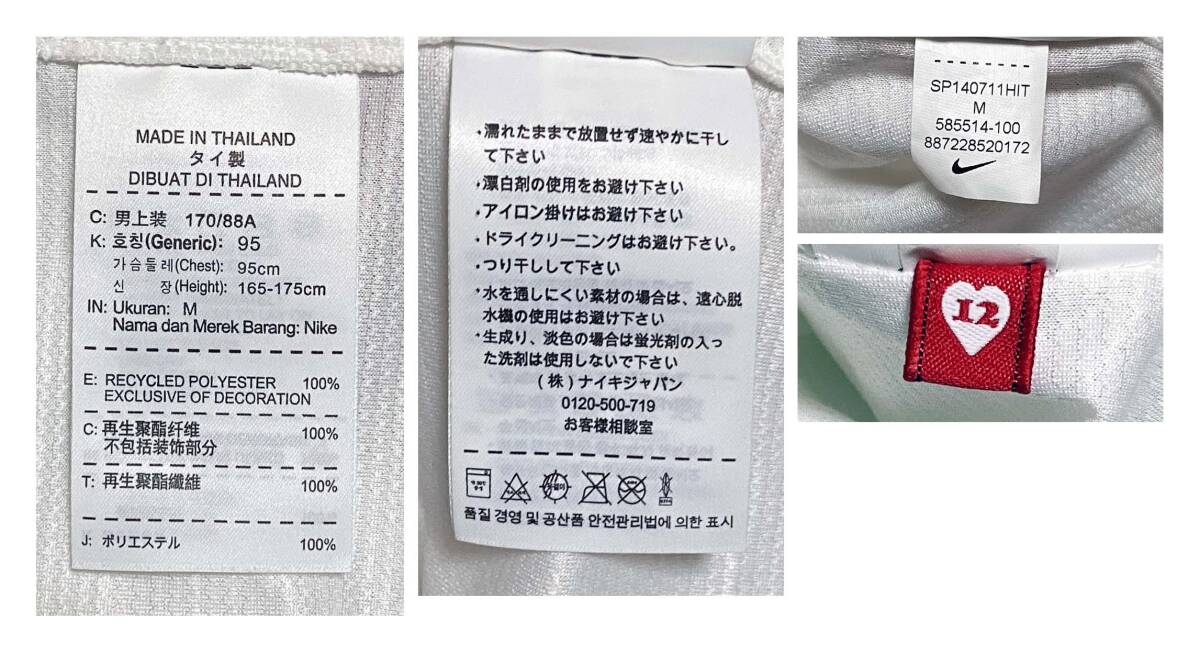 MADE IN THAILAND
タイ製
DIBUAT DI THAILAND
C: 男上装 170/88A
K: 호칭(Generic): 95
가슴둘레(Chest): 95cm
신 장(Height): 165-175cm
IN: Ukuran: M
Nama dan Merek Barang: Nike
E: RECYCLED POLYESTER 100%
EXCLUSIVE OF DECORATION
C: 再生聚酯纤维 100%
不包括装饰部分
T: 再生聚酯纖維 100%
J: ポリエステル 100%
・濡れたままで放置せず速やかに干し
て下さい
・漂白剤の使用をお避け下さい
・アイロン掛けはお避け下さい
・ドライクリーニングはお避け下さい。
・つり干しして下さい
・水を通しにくい素材の場合は、遠心脱
水機の使用はお避け下さい
・生成り、淡色の場合は蛍光剤の入っ
た洗剤は使用しないで下さい
(株)ナイキジャパン
0120-500-719
お客様相談室
품질 경영 및 공산품 안전관리법에 의한 표시
SP140711HIT
M
585514-100
887228520172
12